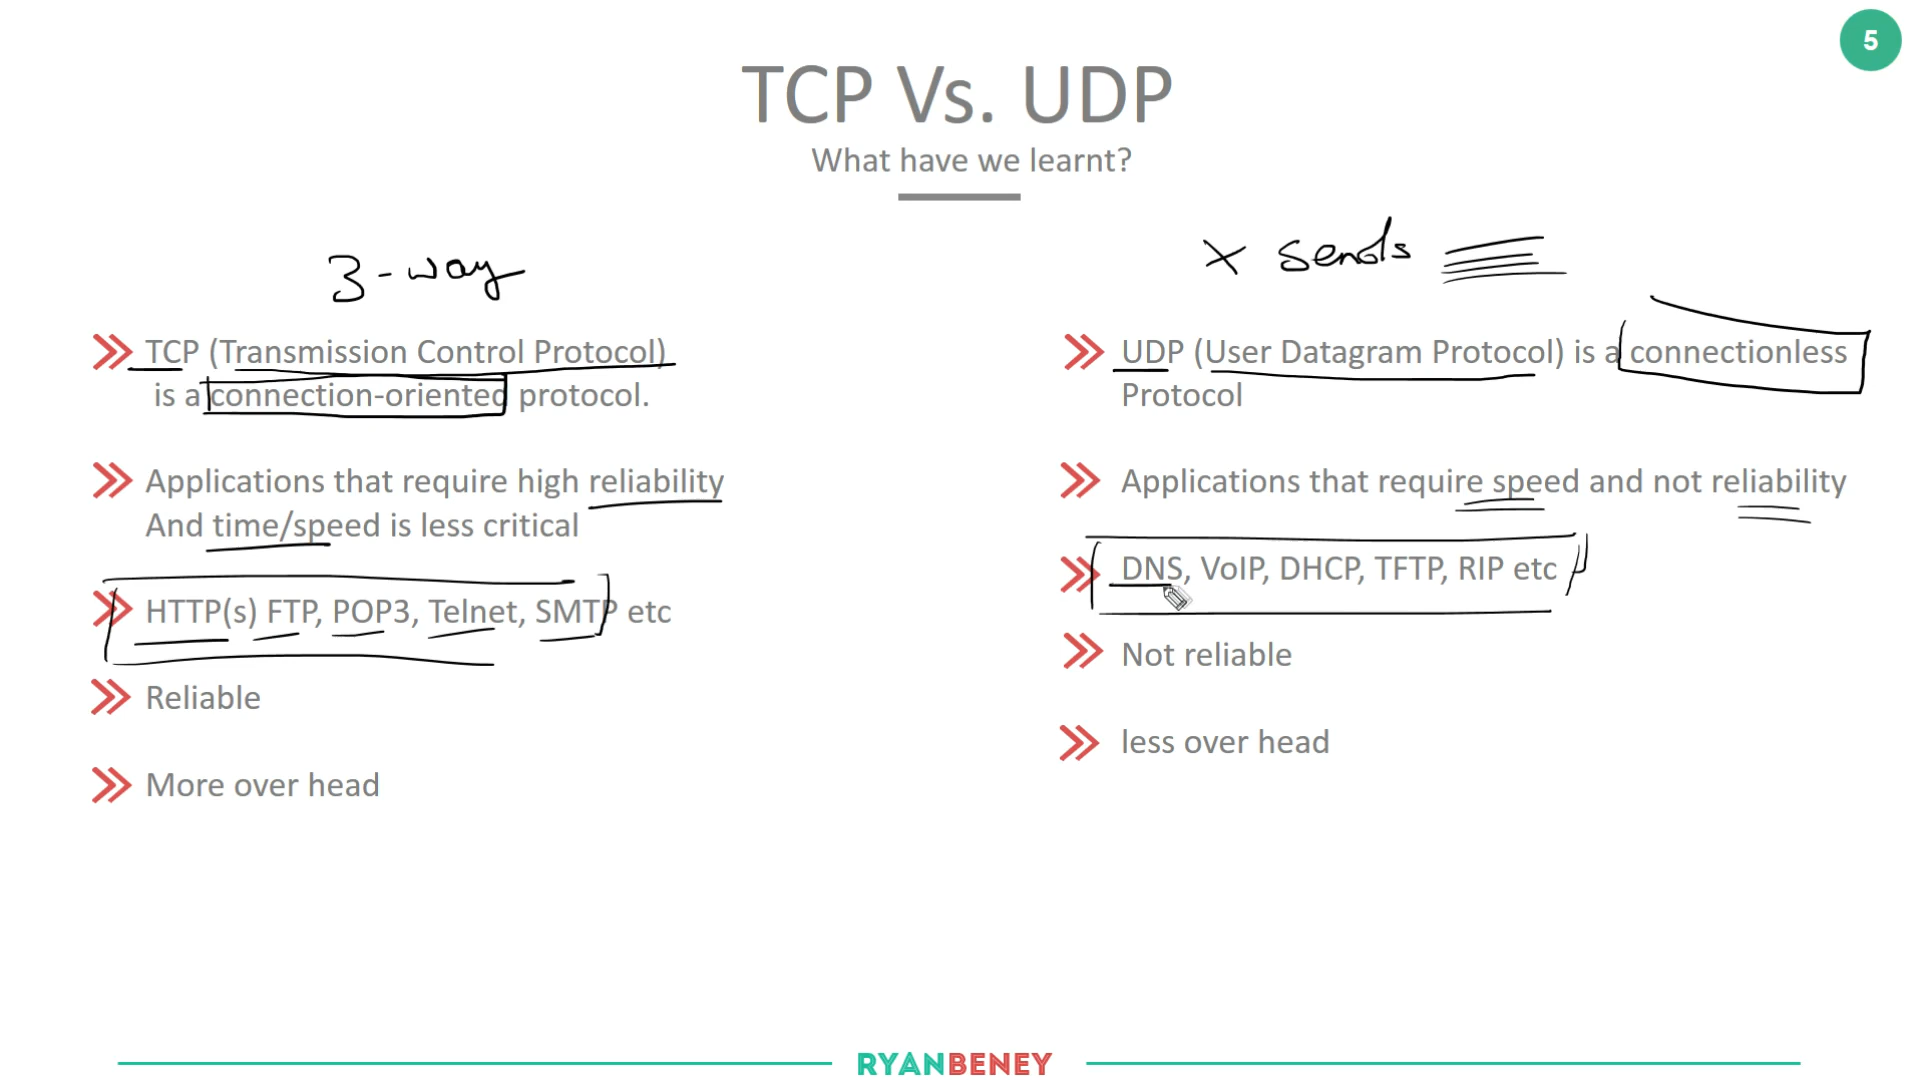 5
TCP Vs. UDP
What have we learnt?
3-way
TCP (Transmission Control Protocol)
is a connection-oriented protocol.
Applications that require high reliability
And time/speed is less critical
HTTP(s) FTP, POP3, Telnet, SMTP etc
Reliable
More over head
X sends
UDP (User Datagram Protocol) is a connectionless
Protocol
Applications that require speed and not reliability
DNS, VoIP, DHCP, TFTP, RIP etc
Not reliable
less over head
RYANBENEY